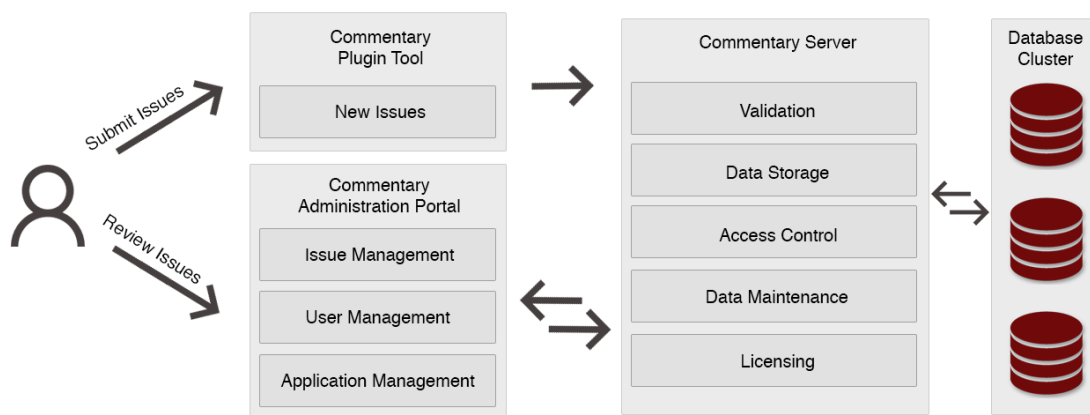 Submit Issues
Review Issues
Commentary
Plugin Tool
New Issues
Commentary
Administration Portal
Issue Management
User Management
Application Management
Commentary Server
Validation
Data Storage
Access Control
Data Maintenance
Licensing
Database
Cluster